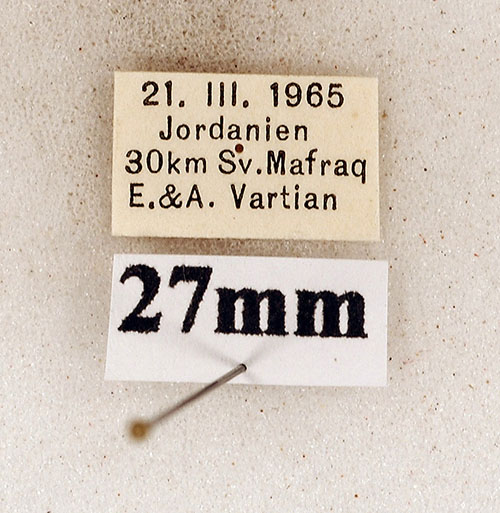 21. III. 1965
Jordanien
30km Sv.Mafraq
E.&A. Vartian
27mm